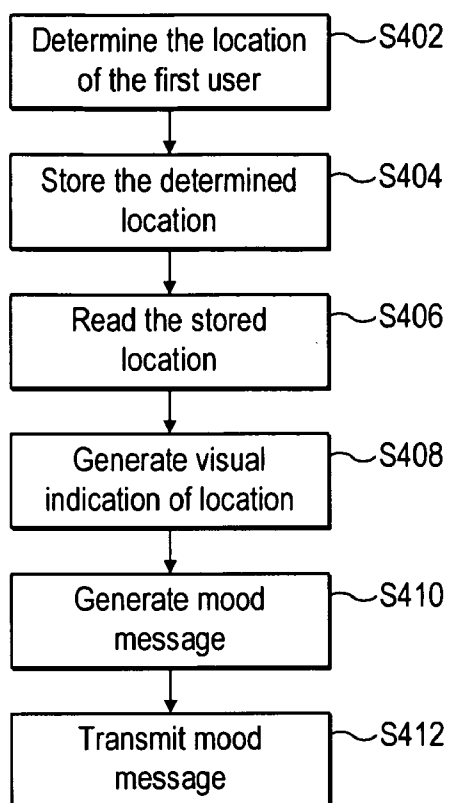 Determine the location
of the first user
S402
Store the determined
location
S404
Read the stored
location
S406
Generate visual
indication of location
S408
Generate mood
message
S410
Transmit mood
message
S412